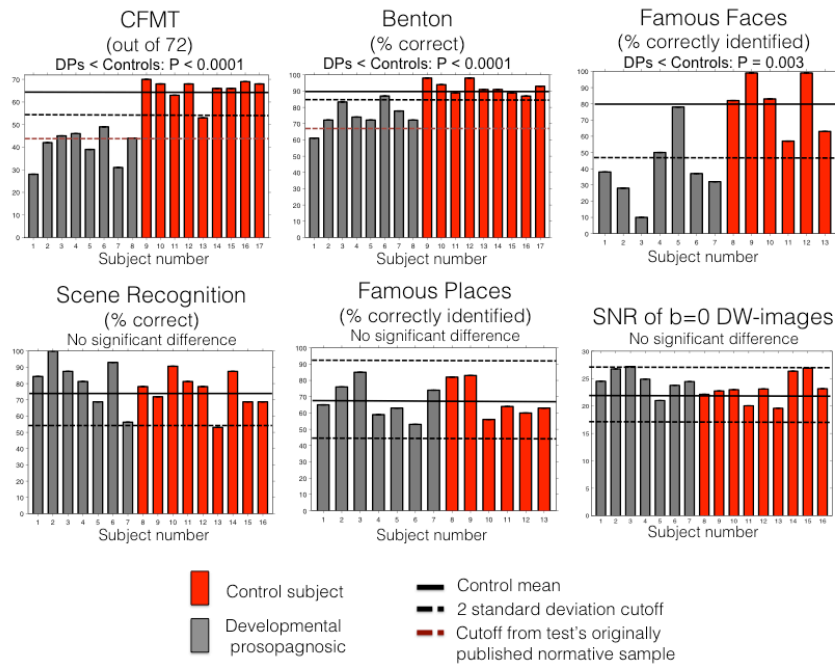 CFMT
(out of 72)
DPs < Controls: P < 0.0001
70
60
50
40
30
20
10
0
1 2 3 4 5 6 7 8 9 10 11 12 13 14 15 16 17
Subject number
Benton
(% correct)
DPs < Controls: P < 0.0001
100
90
80
70
60
50
40
30
20
10
0
1 2 3 4 5 6 7 8 9 10 11 12 13 14 15 16 17
Subject number
Famous Faces
(% correctly identified)
DPs < Controls: P = 0.003
100
80
60
40
20
0
1 2 3 4 5 6 7 8 9 10 11 12 13
Subject number
Scene Recognition
(% correct)
No significant difference
100
90
80
70
60
50
40
30
20
10
0
1 2 3 4 5 6 7 8 9 10 11 12 13 14 15 16
Subject number
Famous Places
(% correctly identified)
No significant difference
100
90
80
70
60
50
40
30
20
10
0
1 2 3 4 5 6 7 8 9 10 11 12 13
Subject number
SNR of b=0 DW-images
No significant difference
30
25
20
15
10
5
0
1 2 3 4 5 6 7 8 9 10 11 12 13 14 15 16
Subject number
Control subject
Developmental
prosopagnosic
Control mean
2 standard deviation cutoff
Cutoff from test's originally
published normative sample